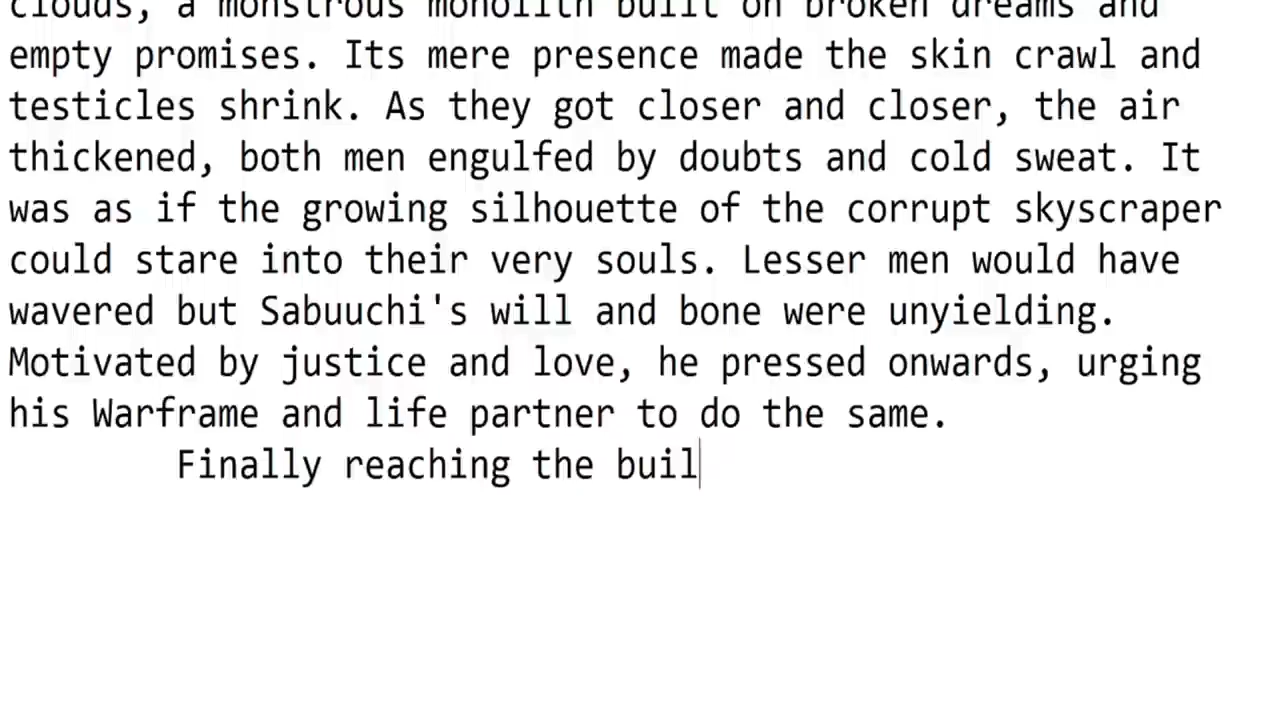 clouds, a monstrous monolith built on broken dreams and
empty promises. Its mere presence made the skin crawl and
testicles shrink. As they got closer and closer, the air
thickened, both men engulfed by doubts and cold sweat. It
was as if the growing silhouette of the corrupt skyscraper
could stare into their very souls. Lesser men would have
wavered but Sabuuchi's will and bone were unyielding.
Motivated by justice and love, he pressed onwards, urging
his Warframe and life partner to do the same.
Finally reaching the buil